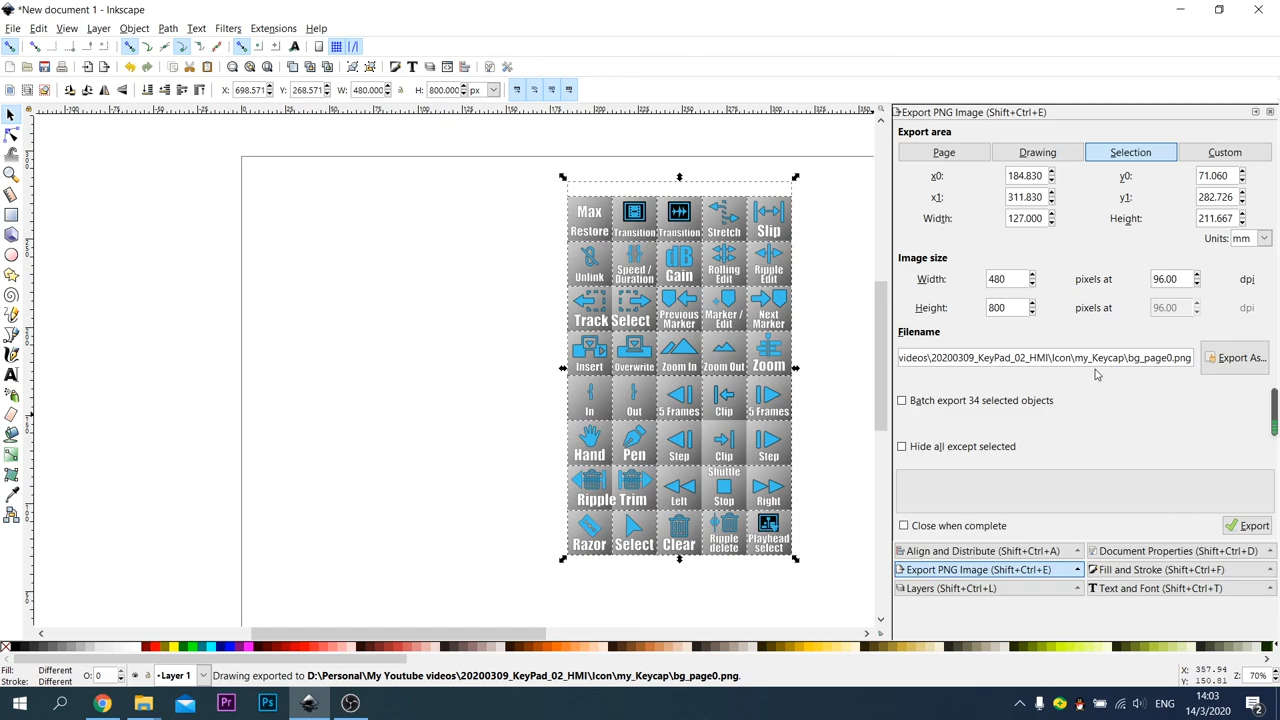 *New document 1 - Inkscape
File Edit View Layer Object Path Text Filters Extensions Help
X: 698.571 Y: 268.571 W: 480.000 H: 800.000 px
Export PNG Image (Shift+Ctrl+E)
Export area
Page Drawing Selection Custom
x0: 184.830 y0: 71.060
x1: 311.830 y1: 282.726
Width: 127.000 Height: 211.667
Units: mm
Image size
Width: 480 pixels at 96.00 dpi
Height: 800 pixels at 96.00 dpi
Filename
videos\20200309_KeyPad_02_HMI\Icon\my_Keycap\bg_page0.png Export As...
Batch export 34 selected objects
Hide all except selected
Close when complete Export
Align and Distribute (Shift+Ctrl+A) Document Properties (Shift+Ctrl+D)
Export PNG Image (Shift+Ctrl+E) Fill and Stroke (Shift+Ctrl+F)
Layers (Shift+Ctrl+L) Text and Font (Shift+Ctrl+T)
Max
Restore Transition Transition Stretch Slip
Unlink Speed / Duration dB Gain Rolling Edit Ripple Edit
Track Select Previous Marker Marker / Edit Next Marker
Insert Overwrite Zoom In Zoom Out Zoom
In Out 5 Frames Clip 5 Frames
Hand Pen Step Clip Step
Shuttle
Ripple Trim Left Stop Right
Razor Select Clear Ripple delete Playhead select
Fill: Different
Stroke: Different O: 0 Layer 1 Drawing exported to D:\Personal\My Youtube videos\20200309_KeyPad_02_HMI\Icon\my_Keycap\bg_page0.png.
X: 357.94
Y: 150.81 Z: 70%
Pr Ps ENG
14:03
14/3/2020